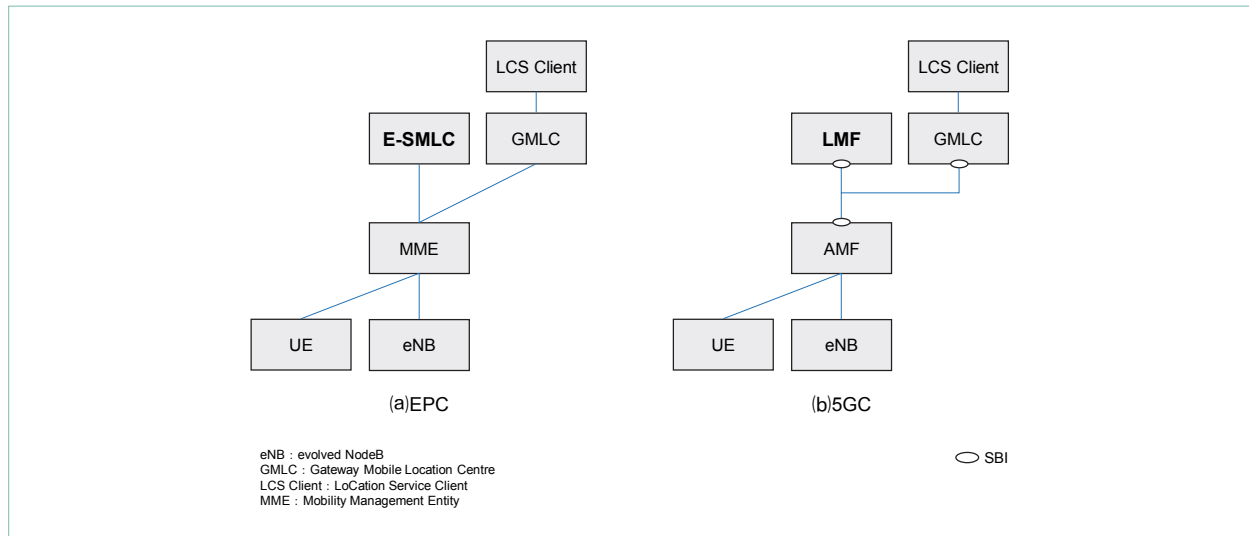 LCS Client
LCS Client
E-SMLC
GMLC
LMF
GMLC
MME
AMF
UE
eNB
UE
eNB
(a)EPC
(b)5GC
eNB：evolved NodeB
GMLC：Gateway Mobile Location Centre
LCS Client：LoCation Service Client
MME：Mobility Management Entity
SBI